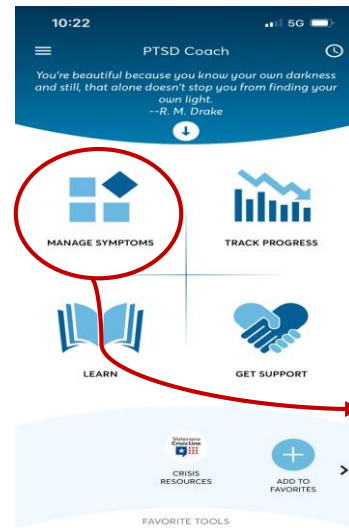 10:22
5G
PTSD Coach
You're beautiful because you know your own darkness
and still, that alone doesn't stop you from finding your
own light.
--R. M. Drake
MANAGE SYMPTOMS
TRACK PROGRESS
LEARN
GET SUPPORT
Veterans
Crisis Line
CRISIS
RESOURCES
ADD TO
FAVORITES
FAVORITE TOOLS